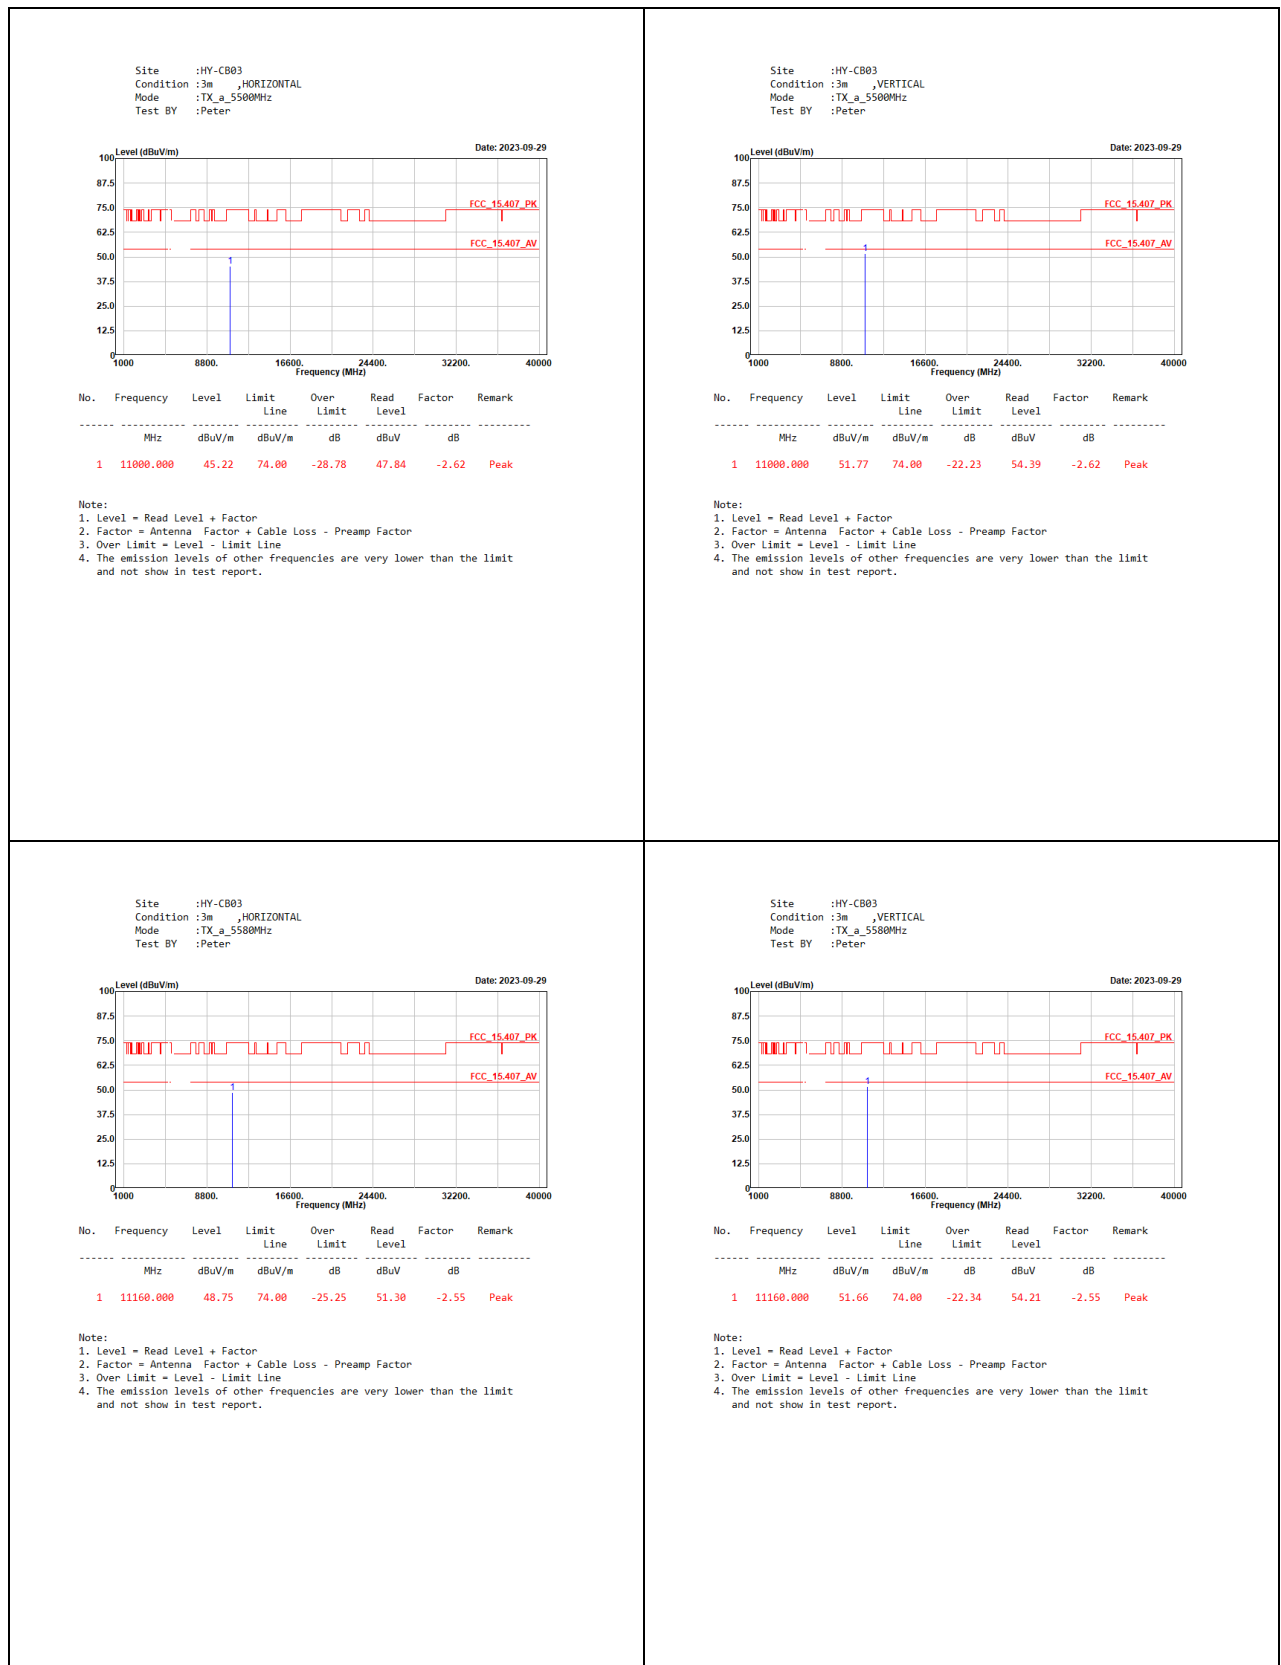 Site      :HY-CB03
Condition :3m    ,HORIZONTAL
Mode      :TX_a_5500MHz
Test BY   :Peter
Level (dBuV/m)
Date: 2023-09-29
100
87.5
75.0
62.5
50.0
37.5
25.0
12.5
0
FCC_15.407_PK
FCC_15.407_AV
1
1000 8800. 16600. 24400. 32200. 40000
Frequency (MHz)
No. Frequency Level Limit Over Read Factor Remark
Line Limit Level
------ ----------- -------- --------- --------- --------- -------- ---------
MHz dBuV/m dBuV/m dB dBuV dB
1 11000.000 45.22 74.00 -28.78 47.84 -2.62 Peak
Note:
1. Level = Read Level + Factor
2. Factor = Antenna  Factor + Cable Loss - Preamp Factor
3. Over Limit = Level - Limit Line
4. The emission levels of other frequencies are very lower than the limit
and not show in test report.
Site      :HY-CB03
Condition :3m    ,VERTICAL
Mode      :TX_a_5500MHz
Test BY   :Peter
Level (dBuV/m)
Date: 2023-09-29
100
87.5
75.0
62.5
50.0
37.5
25.0
12.5
0
FCC_15.407_PK
FCC_15.407_AV
1
1000 8800. 16600. 24400. 32200. 40000
Frequency (MHz)
No. Frequency Level Limit Over Read Factor Remark
Line Limit Level
------ ----------- -------- --------- --------- --------- -------- ---------
MHz dBuV/m dBuV/m dB dBuV dB
1 11000.000 51.77 74.00 -22.23 54.39 -2.62 Peak
Note:
1. Level = Read Level + Factor
2. Factor = Antenna  Factor + Cable Loss - Preamp Factor
3. Over Limit = Level - Limit Line
4. The emission levels of other frequencies are very lower than the limit
and not show in test report.
Site      :HY-CB03
Condition :3m    ,HORIZONTAL
Mode      :TX_a_5580MHz
Test BY   :Peter
Level (dBuV/m)
Date: 2023-09-29
100
87.5
75.0
62.5
50.0
37.5
25.0
12.5
0
FCC_15.407_PK
FCC_15.407_AV
1
1000 8800. 16600. 24400. 32200. 40000
Frequency (MHz)
No. Frequency Level Limit Over Read Factor Remark
Line Limit Level
------ ----------- -------- --------- --------- --------- -------- ---------
MHz dBuV/m dBuV/m dB dBuV dB
1 11160.000 48.75 74.00 -25.25 51.30 -2.55 Peak
Note:
1. Level = Read Level + Factor
2. Factor = Antenna  Factor + Cable Loss - Preamp Factor
3. Over Limit = Level - Limit Line
4. The emission levels of other frequencies are very lower than the limit
and not show in test report.
Site      :HY-CB03
Condition :3m    ,VERTICAL
Mode      :TX_a_5580MHz
Test BY   :Peter
Level (dBuV/m)
Date: 2023-09-29
100
87.5
75.0
62.5
50.0
37.5
25.0
12.5
0
FCC_15.407_PK
FCC_15.407_AV
1
1000 8800. 16600. 24400. 32200. 40000
Frequency (MHz)
No. Frequency Level Limit Over Read Factor Remark
Line Limit Level
------ ----------- -------- --------- --------- --------- -------- ---------
MHz dBuV/m dBuV/m dB dBuV dB
1 11160.000 51.66 74.00 -22.34 54.21 -2.55 Peak
Note:
1. Level = Read Level + Factor
2. Factor = Antenna  Factor + Cable Loss - Preamp Factor
3. Over Limit = Level - Limit Line
4. The emission levels of other frequencies are very lower than the limit
and not show in test report.